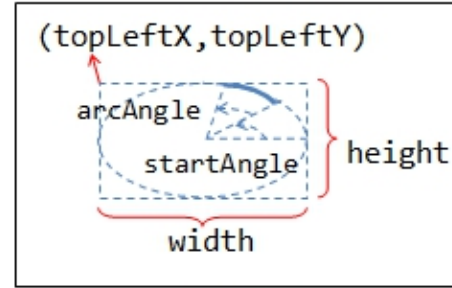 (topLeftX,topLeftY)
arcAngle
startAngle
height
width